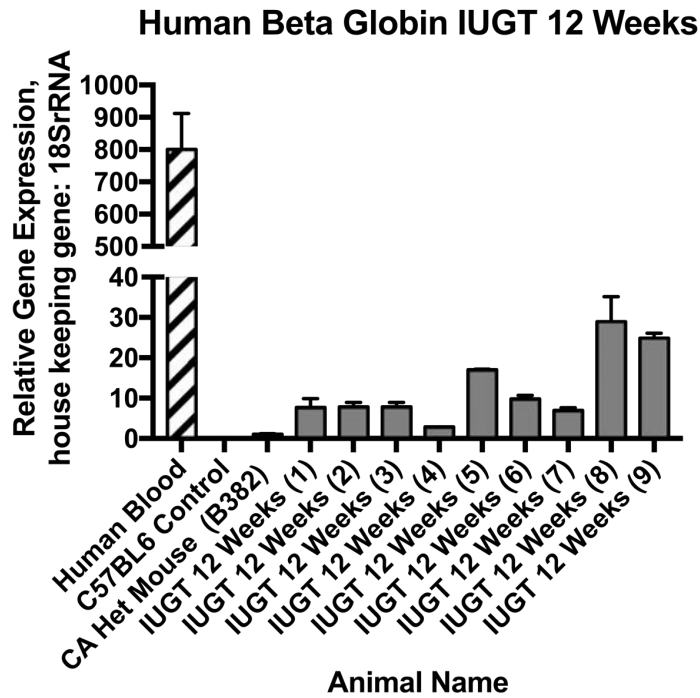 Human Beta Globin IUGT 12 Weeks
Relative Gene Expression,
house keeping gene: 18SrRNA
1000
900
800
700
600
500
40
30
20
10
0
Human Blood
C57BL6 Control
CA Het Mouse (B382)
IUGT 12 Weeks (1)
IUGT 12 Weeks (2)
IUGT 12 Weeks (3)
IUGT 12 Weeks (4)
IUGT 12 Weeks (5)
IUGT 12 Weeks (6)
IUGT 12 Weeks (7)
IUGT 12 Weeks (8)
IUGT 12 Weeks (9)
Animal Name